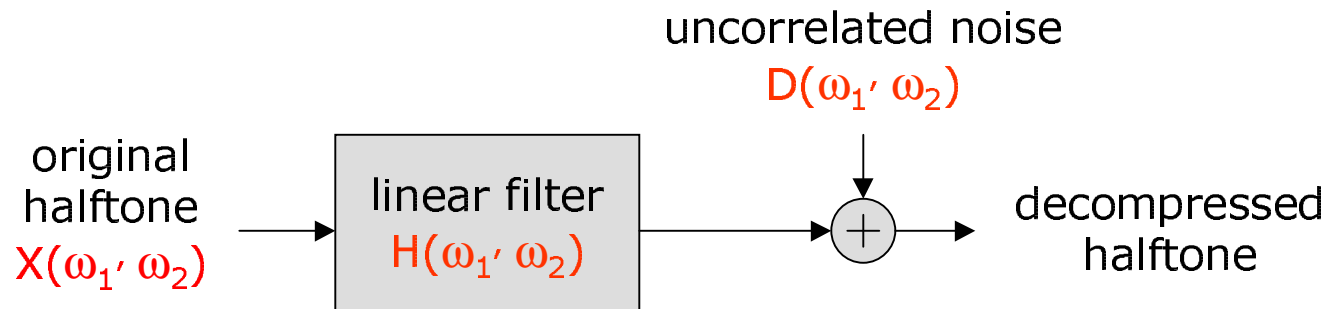 uncorrelated noise
D(ω₁, ω₂)
original
halftone
X(ω₁, ω₂)
linear filter
H(ω₁, ω₂)
+
decompressed
halftone